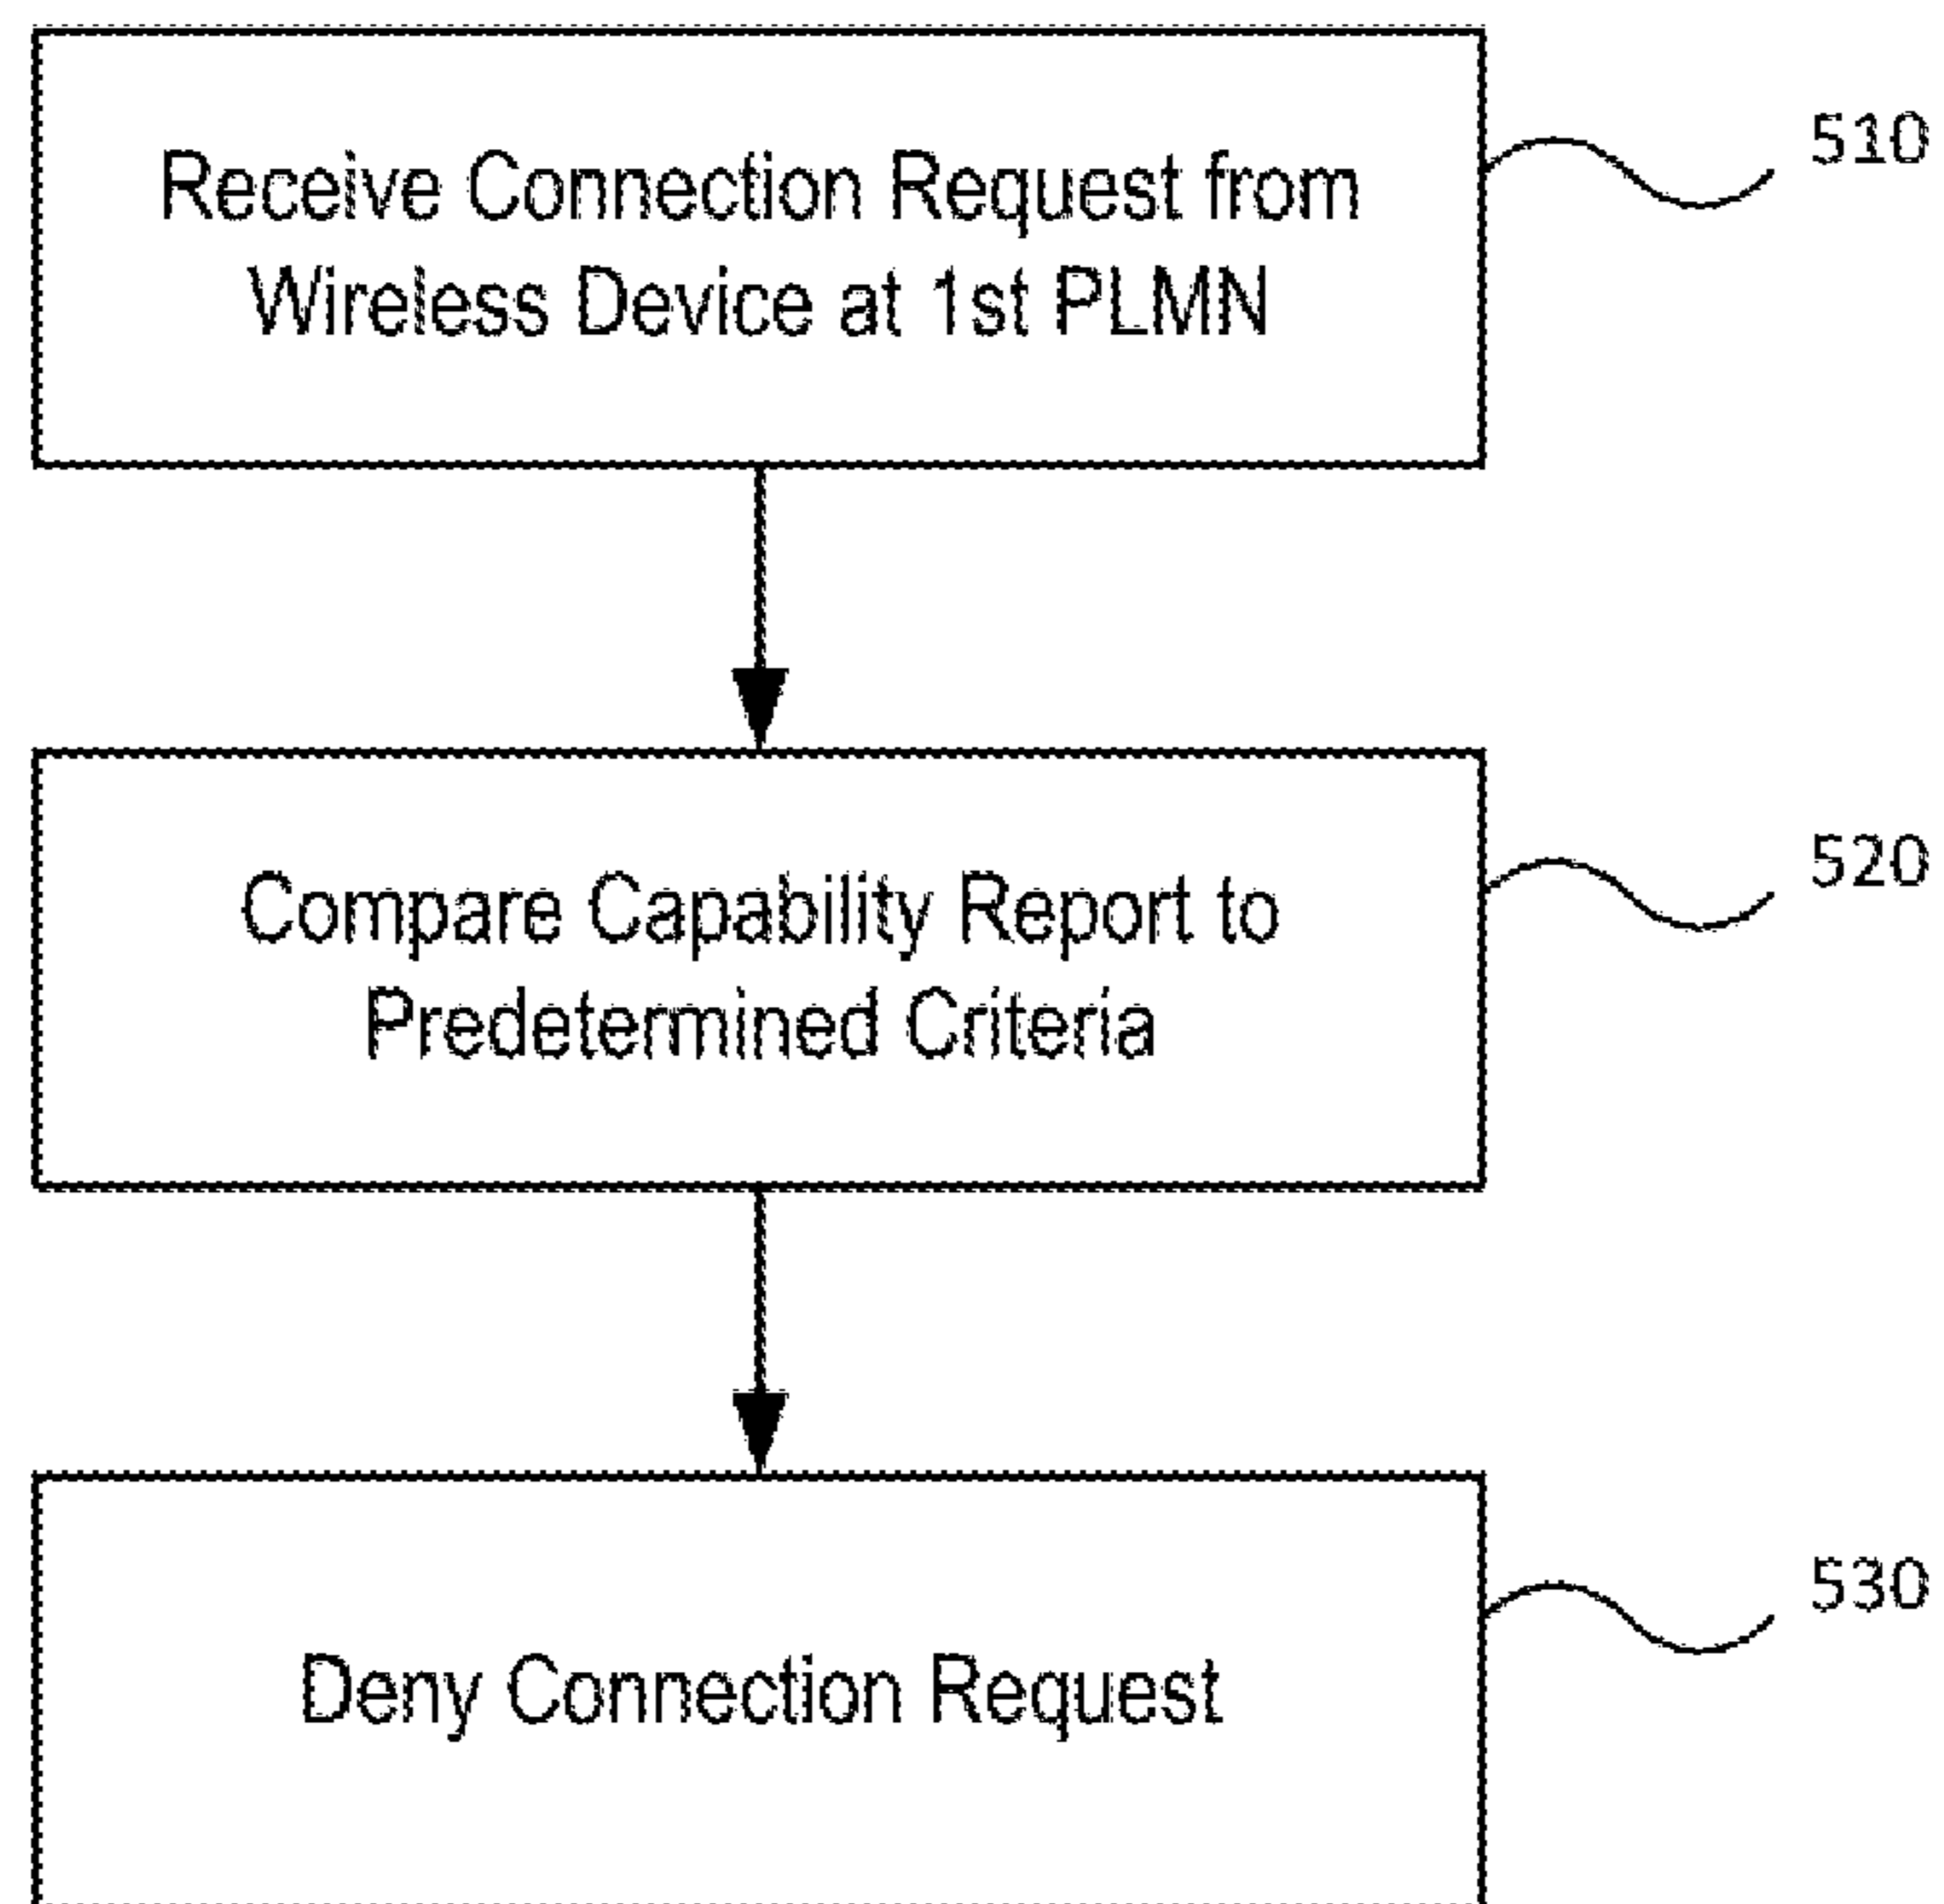 Receive Connection Request from
Wireless Device at 1st PLMN
510
Compare Capability Report to
Predetermined Criteria
520
Deny Connection Request
530